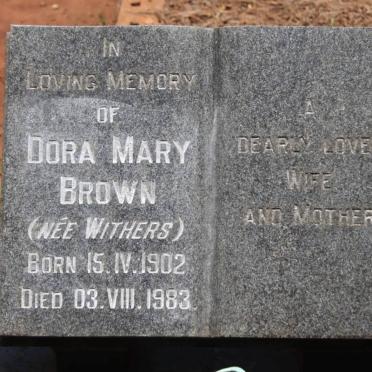 IN
LOVING MEMORY
OF
DORA MARY
BROWN
(NÉE WITHERS)
BORN 15.IV.1902
DIED 03.VIII.1983.
A
DEARLY LOVE
WIFE
AND MOTHER